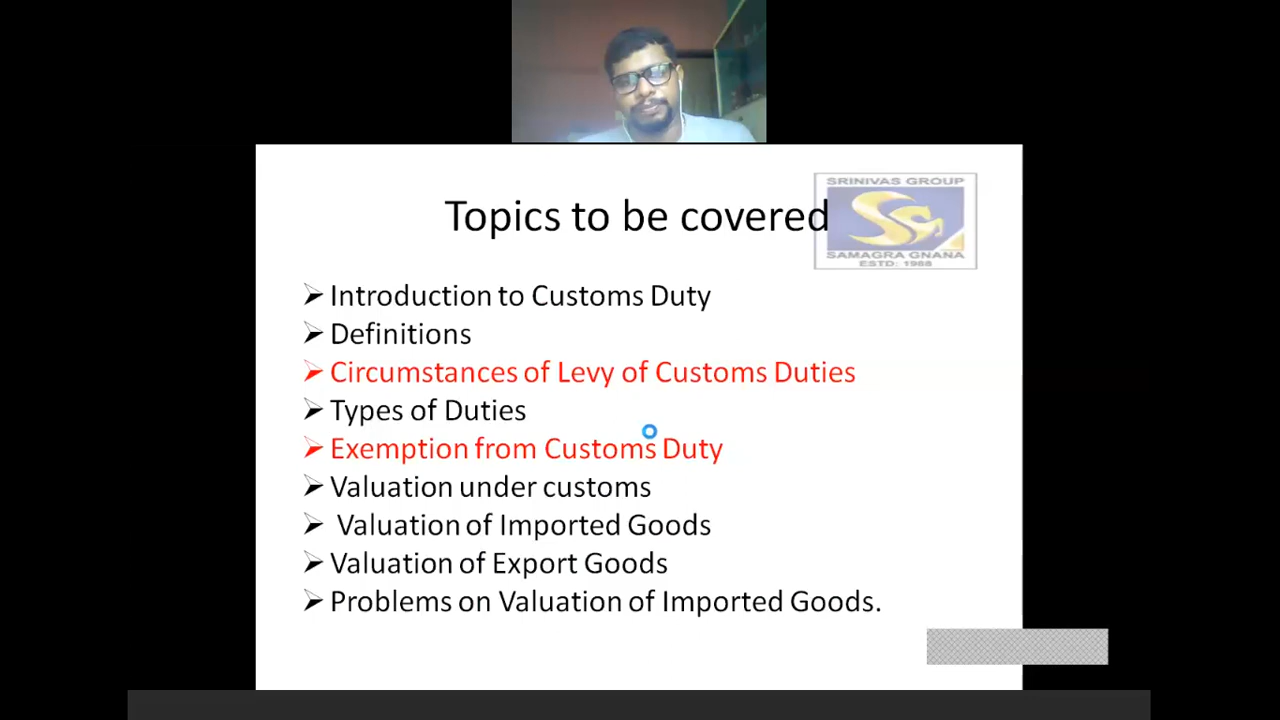 SRINIVAS GROUP
Topics to be covered
SAMAGRA GNANA
ESTD: 1988
➢ Introduction to Customs Duty
➢ Definitions
➢ Circumstances of Levy of Customs Duties
➢ Types of Duties
➢ Exemption from Customs Duty
➢ Valuation under customs
➢ Valuation of Imported Goods
➢ Valuation of Export Goods
➢ Problems on Valuation of Imported Goods.